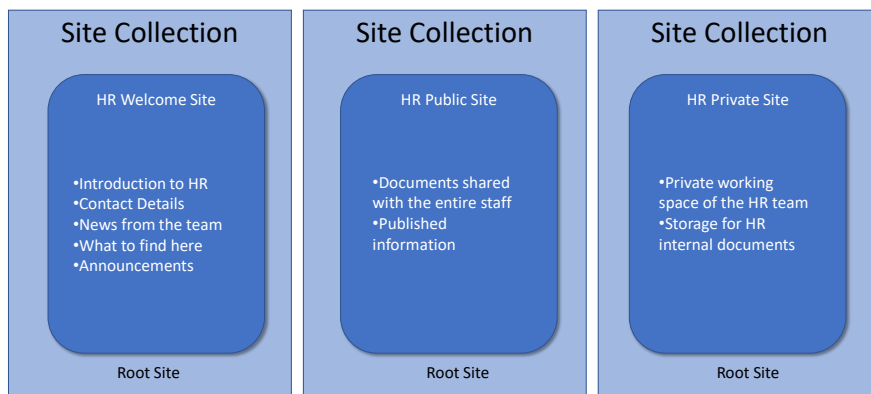 Site Collection
HR Welcome Site
•Introduction to HR
•Contact Details
•News from the team
•What to find here
•Announcements
Root Site
Site Collection
HR Public Site
•Documents shared
with the entire staff
•Published
information
Root Site
Site Collection
HR Private Site
•Private working
space of the HR team
•Storage for HR
internal documents
Root Site